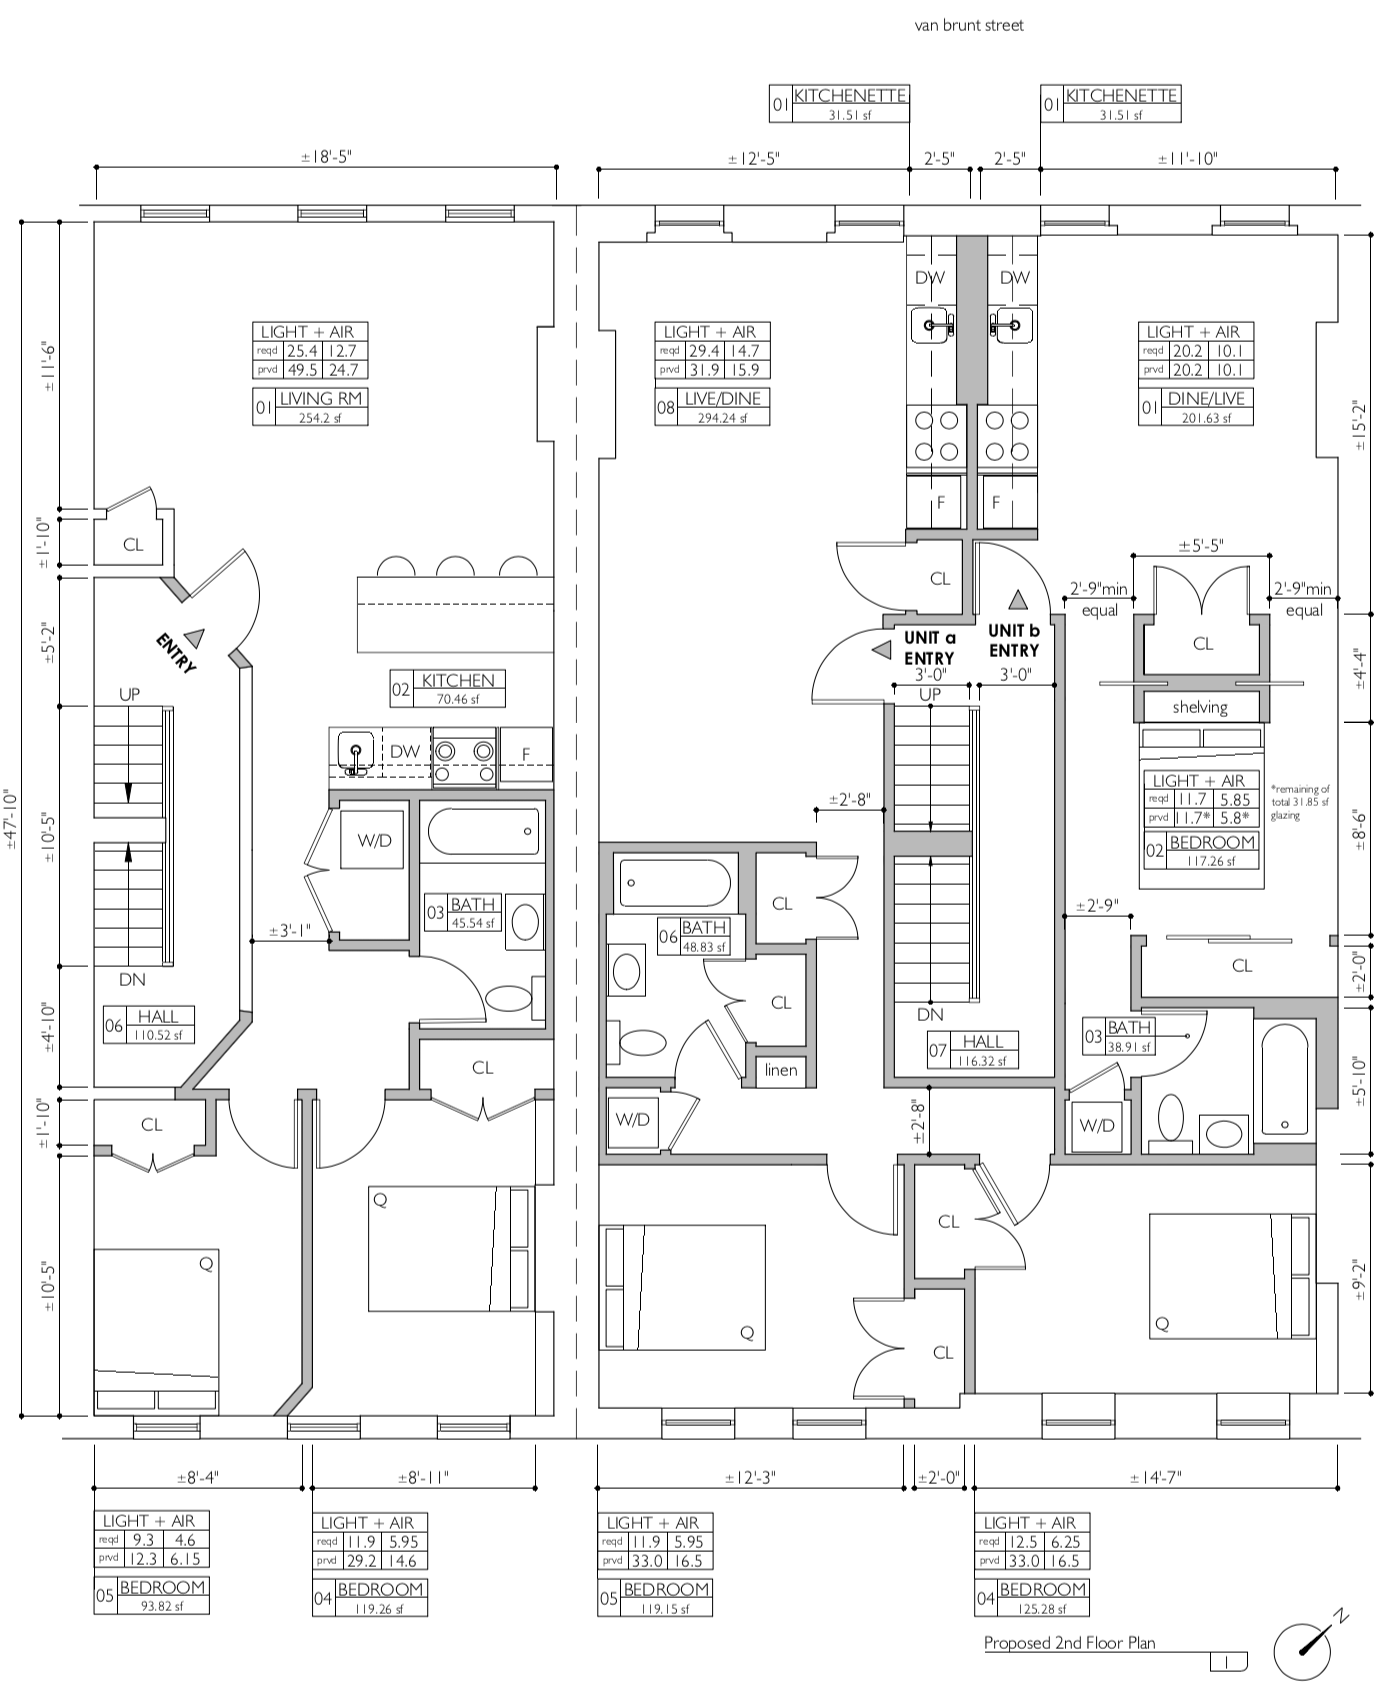 van brunt street
01 KITCHENETTE
31.51 sf
01 KITCHENETTE
31.51 sf
±18'-5"
±12'-5"
2'-5"
2'-5"
±11'-10"
±47'-10"
±11'-6"
±1'-10"
±5'-2"
±10'-5"
±4'-10"
±1'-10"
±10'-5"
LIGHT + AIR
reqd 25.4 12.7
prvd 49.5 24.7
01 LIVING RM
254.2 sf
CL
ENTRY
UP
02 KITCHEN
70.46 sf
DW
F
W/D
03 BATH
45.54 sf
±3'-1"
DN
06 HALL
110.52 sf
CL
CL
Q
Q
LIGHT + AIR
reqd 29.4 14.7
prvd 31.9 15.9
08 LIVE/DINE
294.24 sf
DW
DW
F
F
CL
UNIT a
ENTRY
UNIT b
ENTRY
3'-0"
3'-0"
UP
±2'-8"
CL
06 BATH
48.83 sf
CL
linen
W/D
DN
07 HALL
116.32 sf
±2'-8"
CL
CL
Q
LIGHT + AIR
reqd 20.2 10.1
prvd 20.2 10.1
01 DINE/LIVE
201.63 sf
±5'-5"
2'-9"min
equal
2'-9"min
equal
CL
shelving
LIGHT + AIR
reqd 11.7 5.85
prvd 11.7* 5.8*
02 BEDROOM
117.26 sf
*remaining of
total 31.85 sf
glazing
±2'-9"
CL
03 BATH
38.91 sf
W/D
Q
±15'-2"
±4'-4"
±8'-6"
±2'-0"
±5'-10"
±9'-2"
±8'-4"
±8'-11"
±12'-3"
±2'-0"
±14'-7"
LIGHT + AIR
reqd 9.3 4.6
prvd 12.3 6.15
05 BEDROOM
93.82 sf
LIGHT + AIR
reqd 11.9 5.95
prvd 29.2 14.6
04 BEDROOM
119.26 sf
LIGHT + AIR
reqd 11.9 5.95
prvd 33.0 16.5
05 BEDROOM
119.15 sf
LIGHT + AIR
reqd 12.5 6.25
prvd 33.0 16.5
04 BEDROOM
125.28 sf
Proposed 2nd Floor Plan
1
N